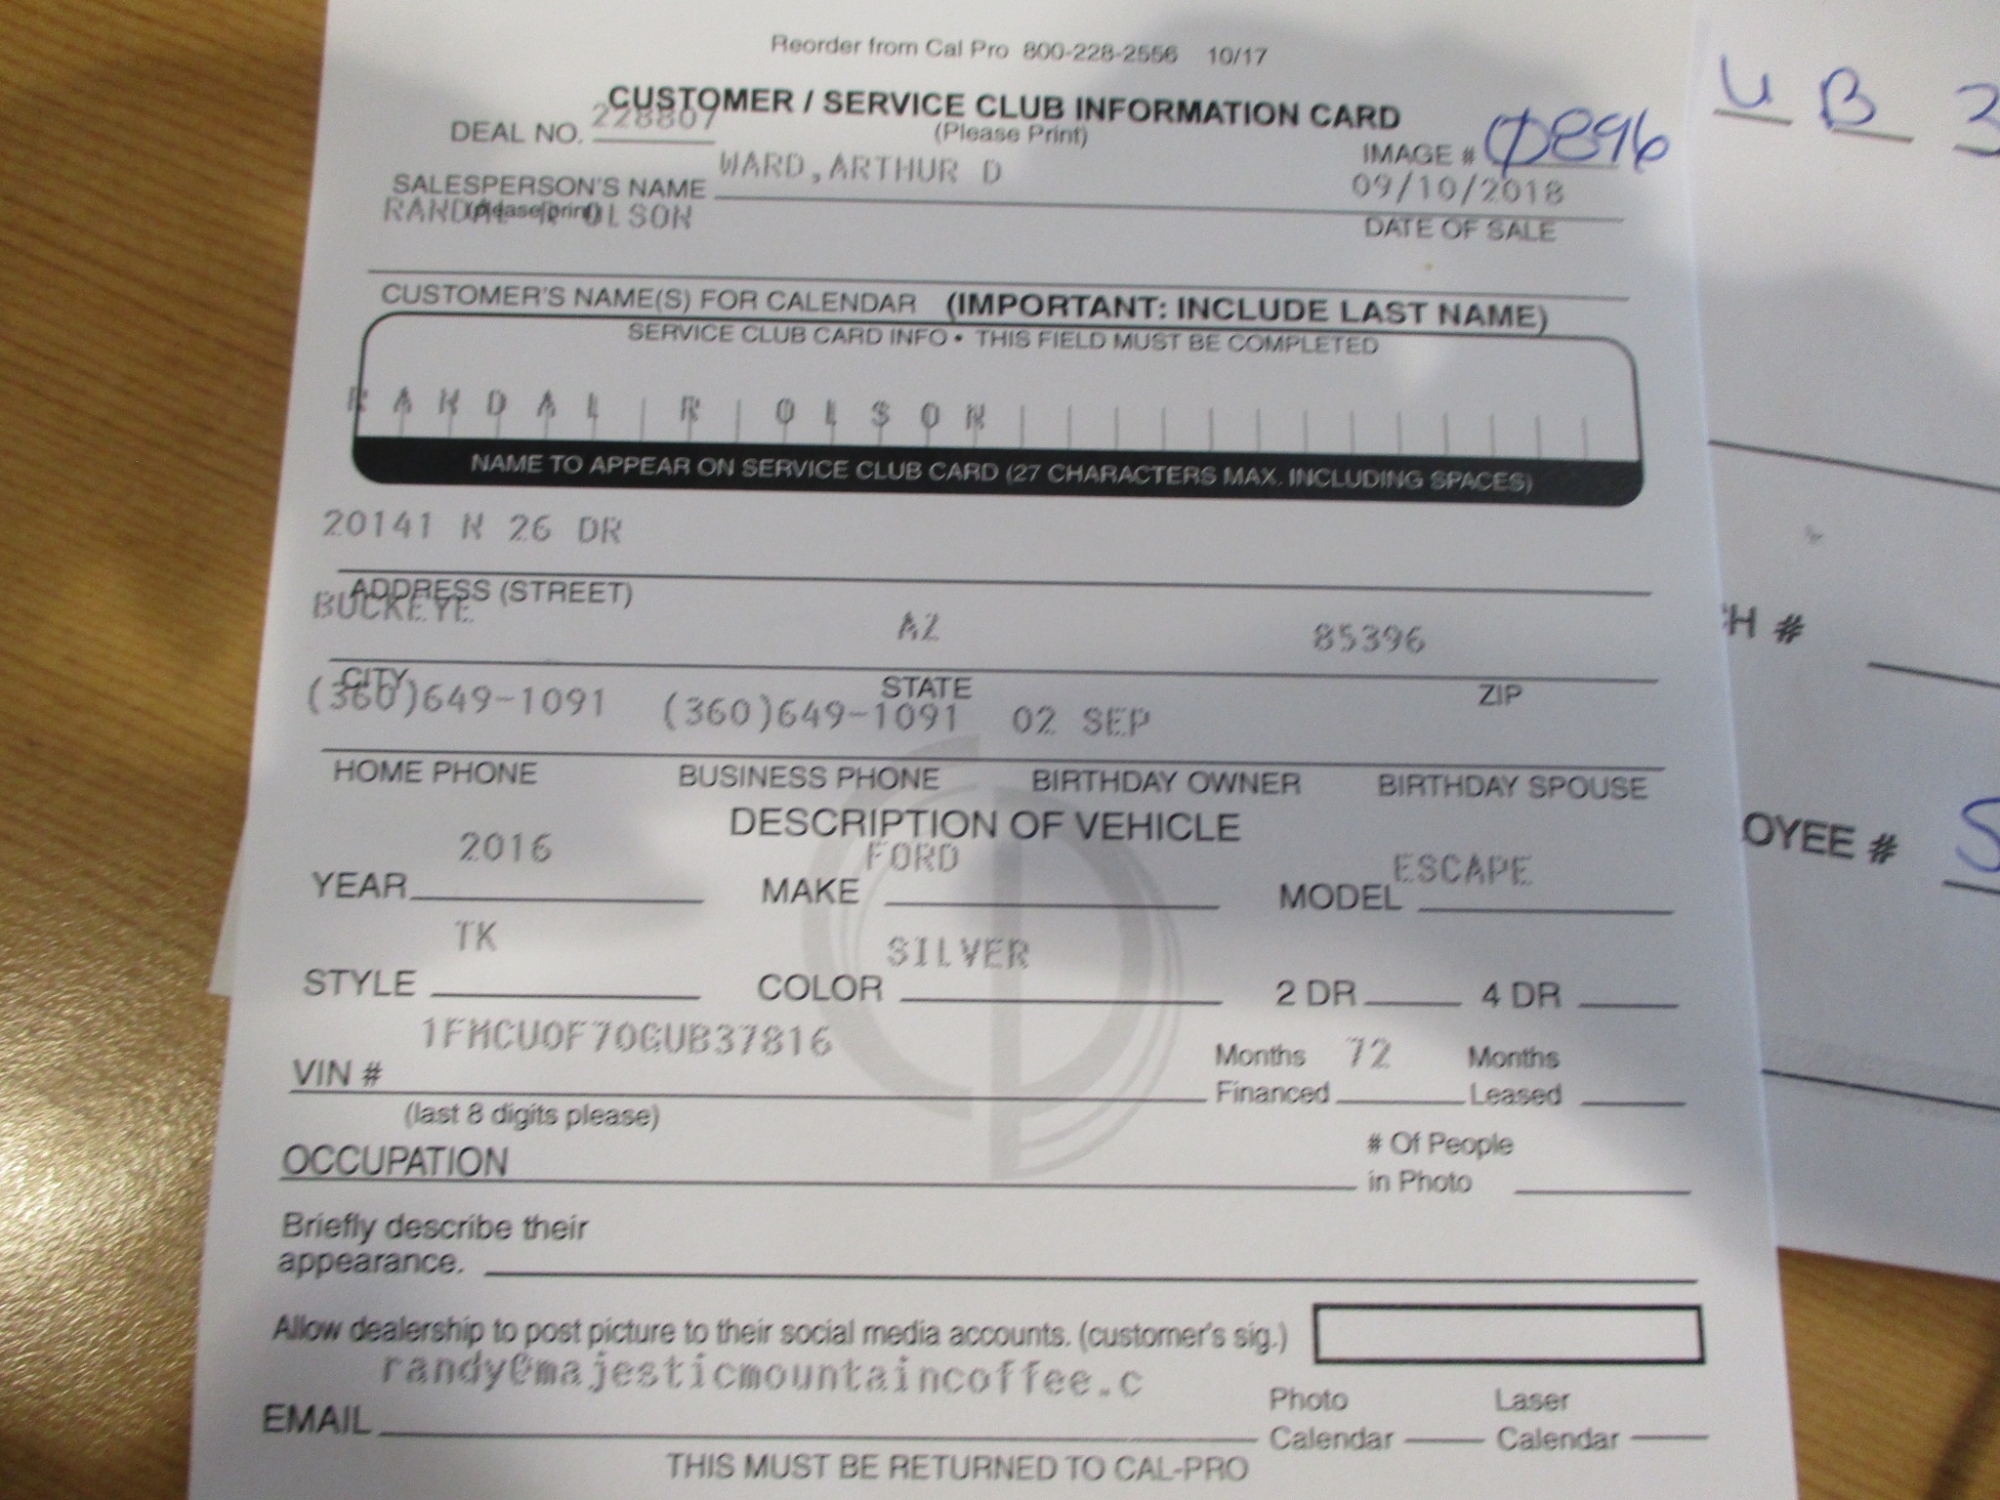 Reorder from Cal Pro 800-228-2556 10/17
CUSTOMER / SERVICE CLUB INFORMATION CARD
(Please Print)
DEAL NO. 228807
IMAGE # 0896
SALESPERSON'S NAME WARD,ARTHUR D
(please print)
09/10/2018
DATE OF SALE
RANDAL R OLSON
CUSTOMER'S NAME(S) FOR CALENDAR (IMPORTANT: INCLUDE LAST NAME)
SERVICE CLUB CARD INFO • THIS FIELD MUST BE COMPLETED
RANDAL R OLSON
NAME TO APPEAR ON SERVICE CLUB CARD (27 CHARACTERS MAX. INCLUDING SPACES)
20141 N 26 DR
ADDRESS (STREET)
BUCKEYE AZ 85396
CITY STATE ZIP
(360)649-1091 (360)649-1091 02 SEP
HOME PHONE BUSINESS PHONE BIRTHDAY OWNER BIRTHDAY SPOUSE
DESCRIPTION OF VEHICLE
YEAR 2016 MAKE FORD MODEL ESCAPE
STYLE TK COLOR SILVER 2 DR 4 DR
VIN # 1FMCU0F70GUB37816
(last 8 digits please)
Months Financed 72 Months Leased
OCCUPATION
# Of People in Photo
Briefly describe their
appearance.
Allow dealership to post picture to their social media accounts. (customer's sig.)
EMAIL randy@majesticmountaincoffee.c
Photo Calendar Laser Calendar
THIS MUST BE RETURNED TO CAL-PRO
U B 3
CH #
OYEE # S